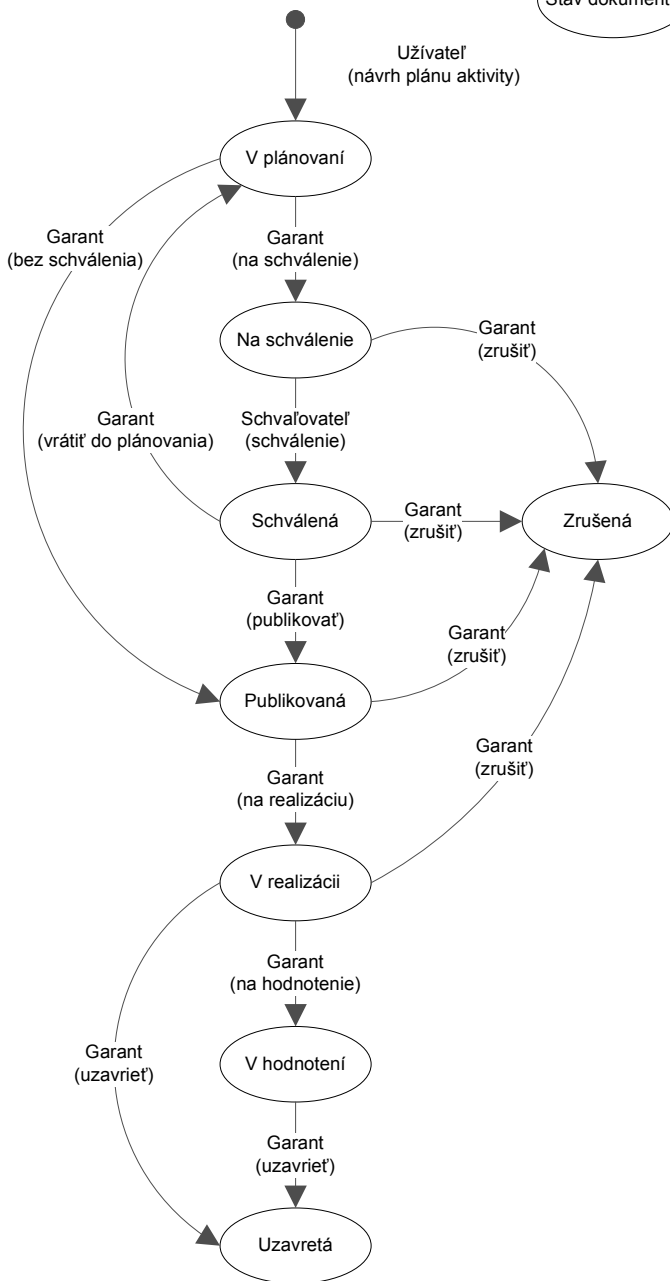 Stav dokument
Užívateľ
(návrh plánu aktivity)
V plánovaní
Garant
(bez schválenia)
Garant
(na schválenie)
Na schválenie
Garant
(zrušiť)
Garant
(vrátiť do plánovania)
Schvaľovateľ
(schválenie)
Schválená
Garant
(zrušiť)
Zrušená
Garant
(publikovať)
Garant
(zrušiť)
Publikovaná
Garant
(na realizáciu)
Garant
(zrušiť)
V realizácii
Garant
(na hodnotenie)
Garant
(uzavrieť)
V hodnotení
Garant
(uzavrieť)
Uzavretá